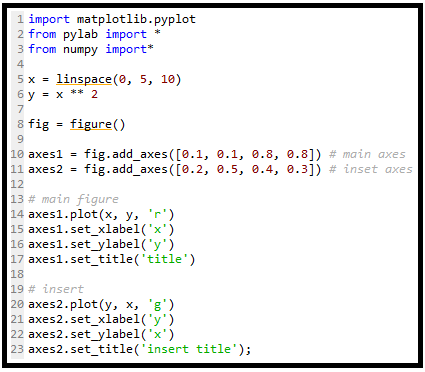 1 import matplotlib.pyplot
2 from pylab import *
3 from numpy import*
4
5 x = linspace(0, 5, 10)
6 y = x ** 2
7
8 fig = figure()
9
10 axes1 = fig.add_axes([0.1, 0.1, 0.8, 0.8]) # main axes
11 axes2 = fig.add_axes([0.2, 0.5, 0.4, 0.3]) # inset axes
12
13 # main figure
14 axes1.plot(x, y, 'r')
15 axes1.set_xlabel('x')
16 axes1.set_ylabel('y')
17 axes1.set_title('title')
18
19 # insert
20 axes2.plot(y, x, 'g')
21 axes2.set_xlabel('y')
22 axes2.set_ylabel('x')
23 axes2.set_title('insert title');